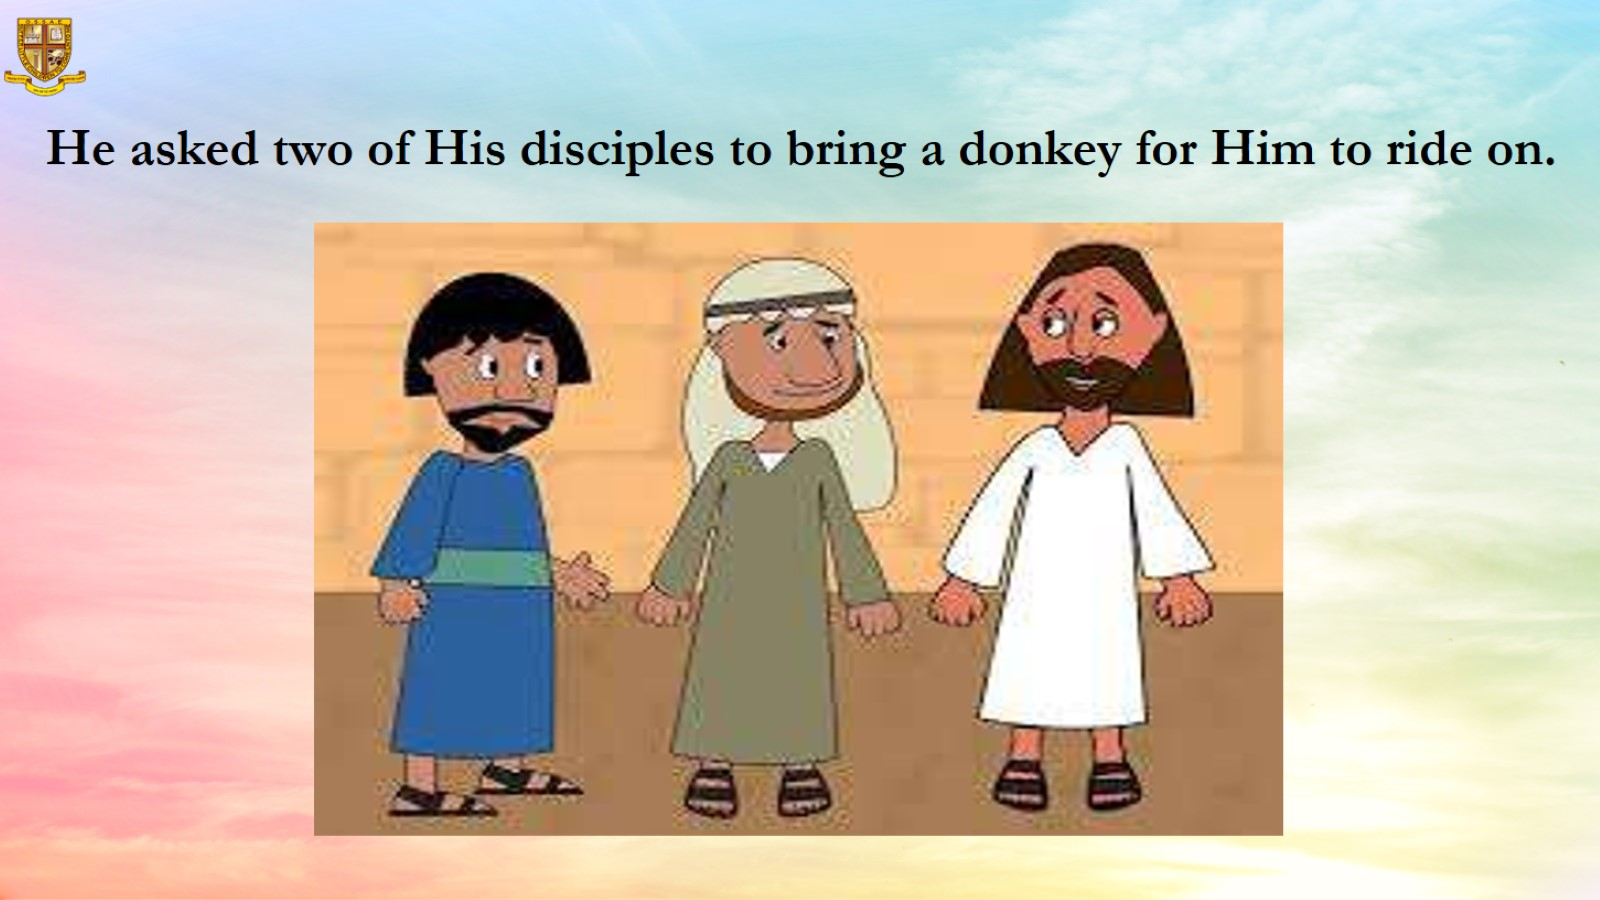 O.S.S.A.E
He asked two of His disciples to bring a donkey for Him to ride on.